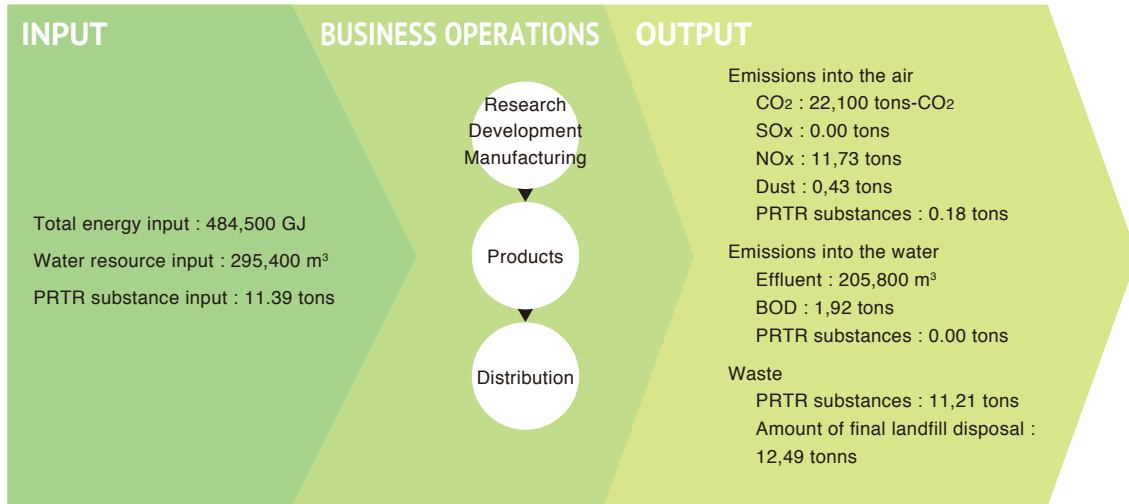 INPUT
Total energy input : 484,500 GJ
Water resource input : 295,400 m³
PRTR substance input : 11.39 tons
BUSINESS OPERATIONS
Research
Development
Manufacturing
Products
Distribution
OUTPUT
Emissions into the air
CO₂ : 22,100 tons-CO₂
SOx : 0.00 tons
NOx : 11,73 tons
Dust : 0,43 tons
PRTR substances : 0.18 tons
Emissions into the water
Effluent : 205,800 m³
BOD : 1,92 tons
PRTR substances : 0.00 tons
Waste
PRTR substances : 11,21 tons
Amount of final landfill disposal :
12,49 tonns